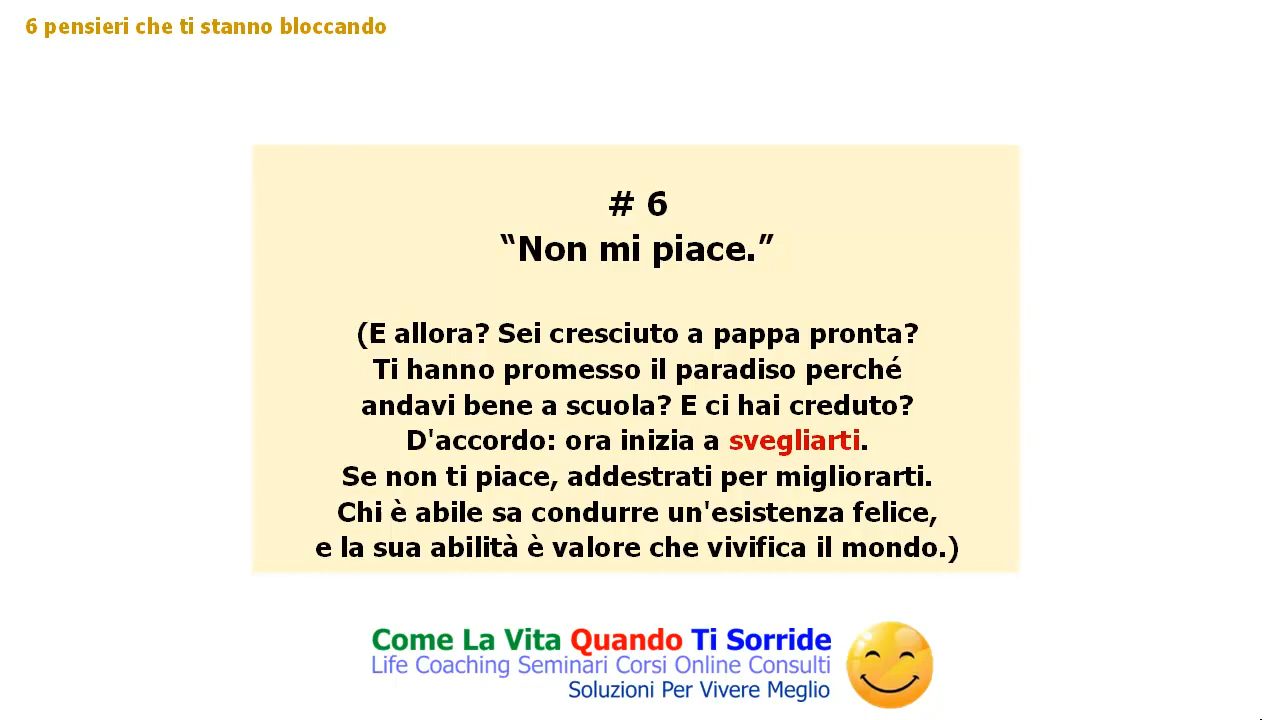 6 pensieri che ti stanno bloccando
# 6
“Non mi piace.”
(E allora? Sei cresciuto a pappa pronta?
Ti hanno promesso il paradiso perché
andavi bene a scuola? E ci hai creduto?
D'accordo: ora inizia a svegliarti.
Se non ti piace, addestrati per migliorarti.
Chi è abile sa condurre un'esistenza felice,
e la sua abilità è valore che vivifica il mondo.)
Come La Vita Quando Ti Sorride
Life Coaching Seminari Corsi Online Consulti
Soluzioni Per Vivere Meglio